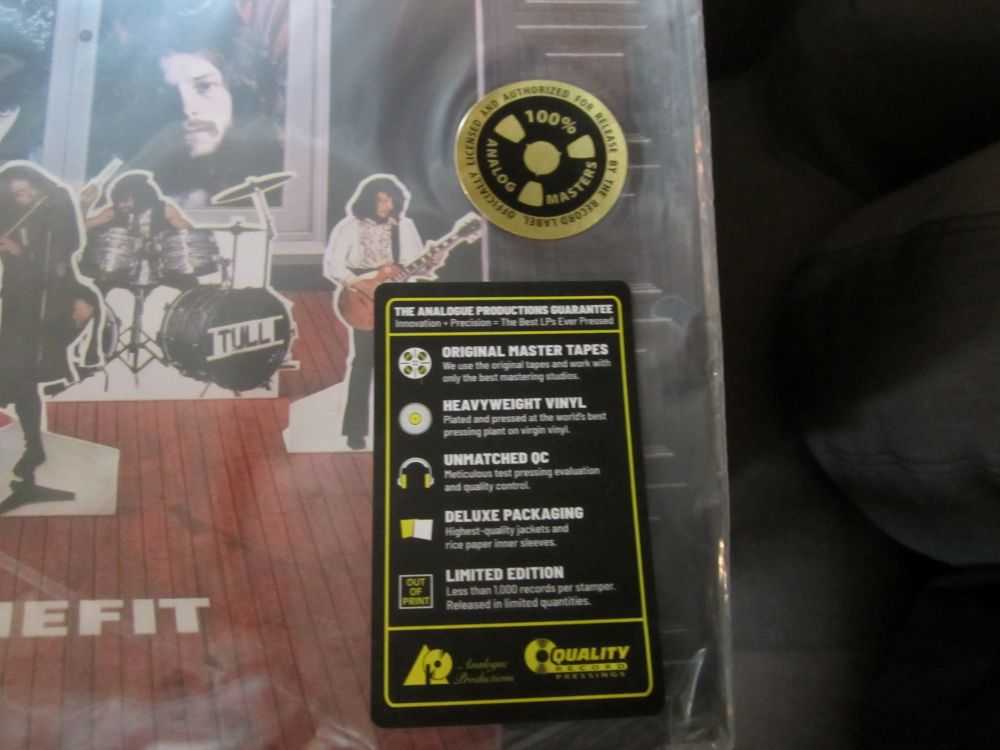 OFFICIALLY LICENSED AND AUTHORIZED FOR RELEASE BY THE RECORD LABEL
100%
ANALOG MASTERS
TULL
THE ANALOGUE PRODUCTIONS GUARANTEE
Innovation + Precision = The Best LPs Ever Pressed
ORIGINAL MASTER TAPES
We use the original tapes and work with
only the best mastering studios.
HEAVYWEIGHT VINYL
Plated and pressed at the world's best
pressing plant on virgin vinyl.
UNMATCHED QC
Meticulous test pressing evaluation
and quality control.
DELUXE PACKAGING
Highest-quality jackets and
rice paper inner sleeves.
OUT
OF
PRINT
LIMITED EDITION
Less than 1,000 records per stamper.
Released in limited quantities.
NEFIT
AP
Analogue
Productions
QUALITY
RECORD
PRESSINGS